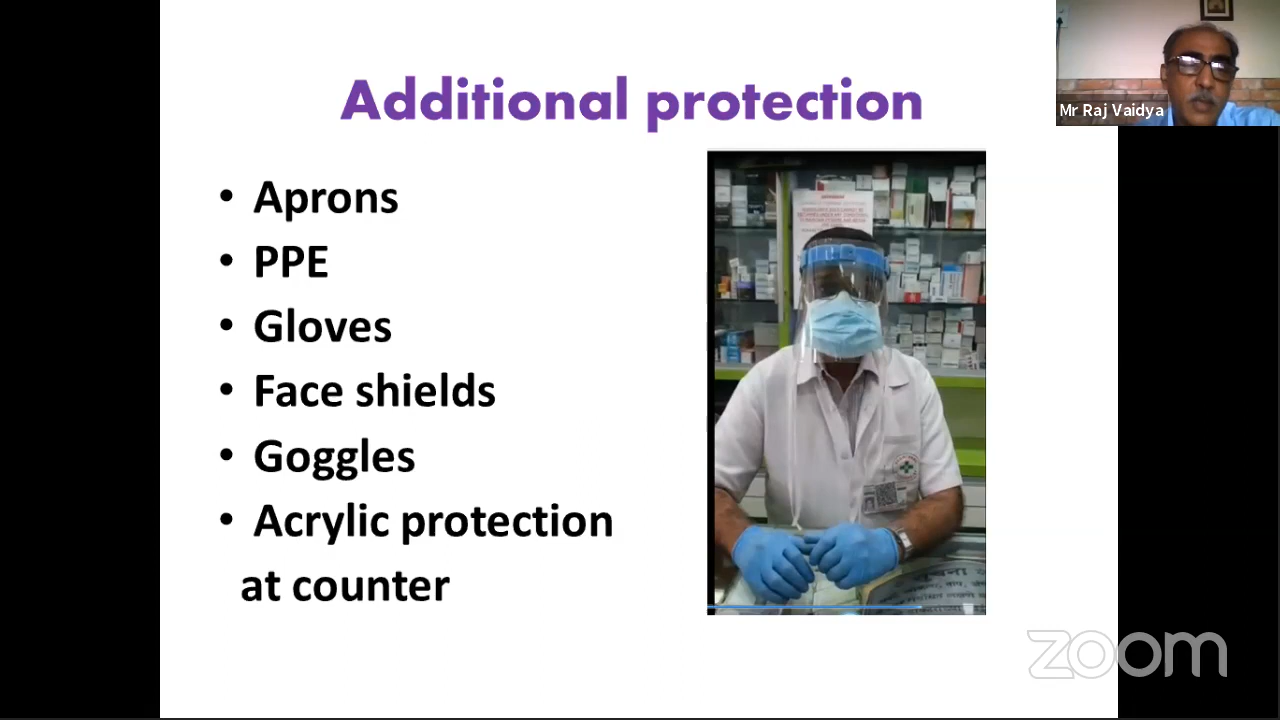 Additional protection
Mr Raj Vaidya
• Aprons
• PPE
• Gloves
• Face shields
• Goggles
• Acrylic protection
at counter
zoom